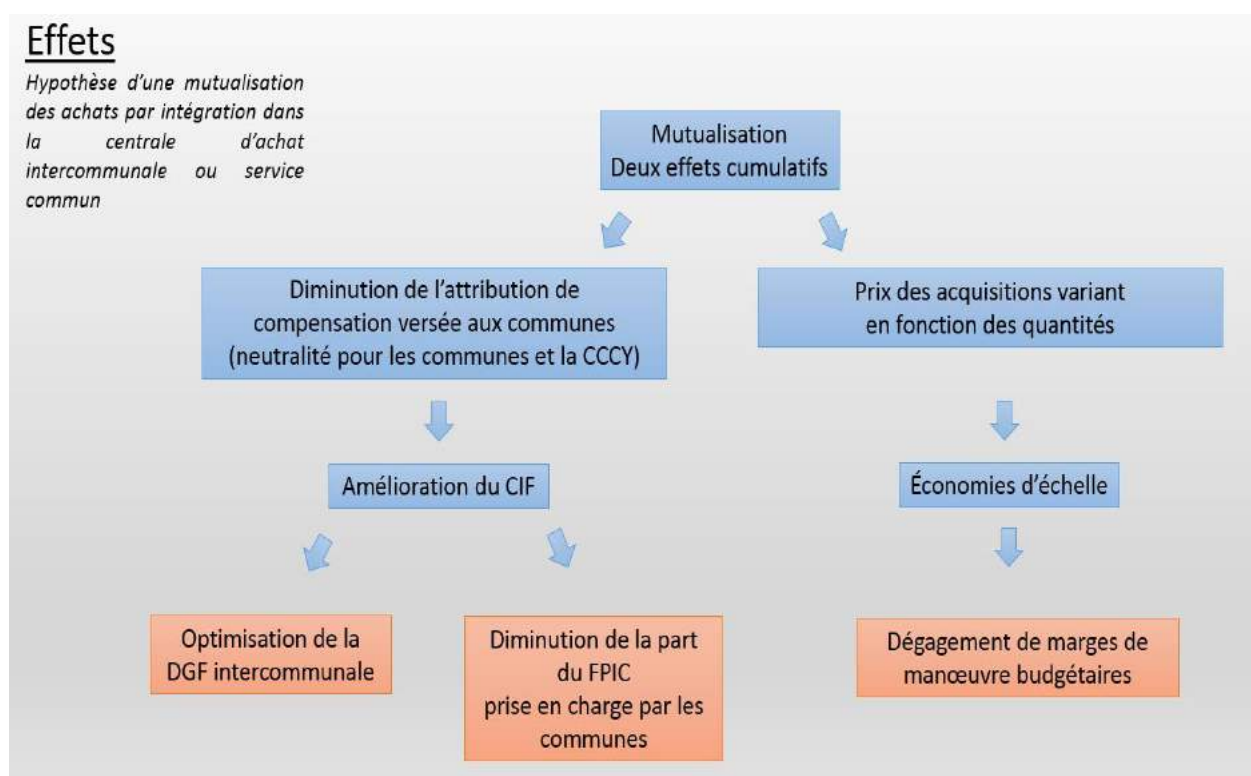 Effets
Hypothèse d'une mutualisation
des achats par intégration dans
la centrale d'achat
intercommunale ou service
commun
Mutualisation
Deux effets cumulatifs
Diminution de l'attribution de
compensation versée aux communes
(neutralité pour les communes et la CCCY)
Prix des acquisitions variant
en fonction des quantités
Amélioration du CIF
Économies d'échelle
Optimisation de la
DGF intercommunale
Diminution de la part
du FPIC
prise en charge par les
communes
Dégagement de marges de
manœuvre budgétaires